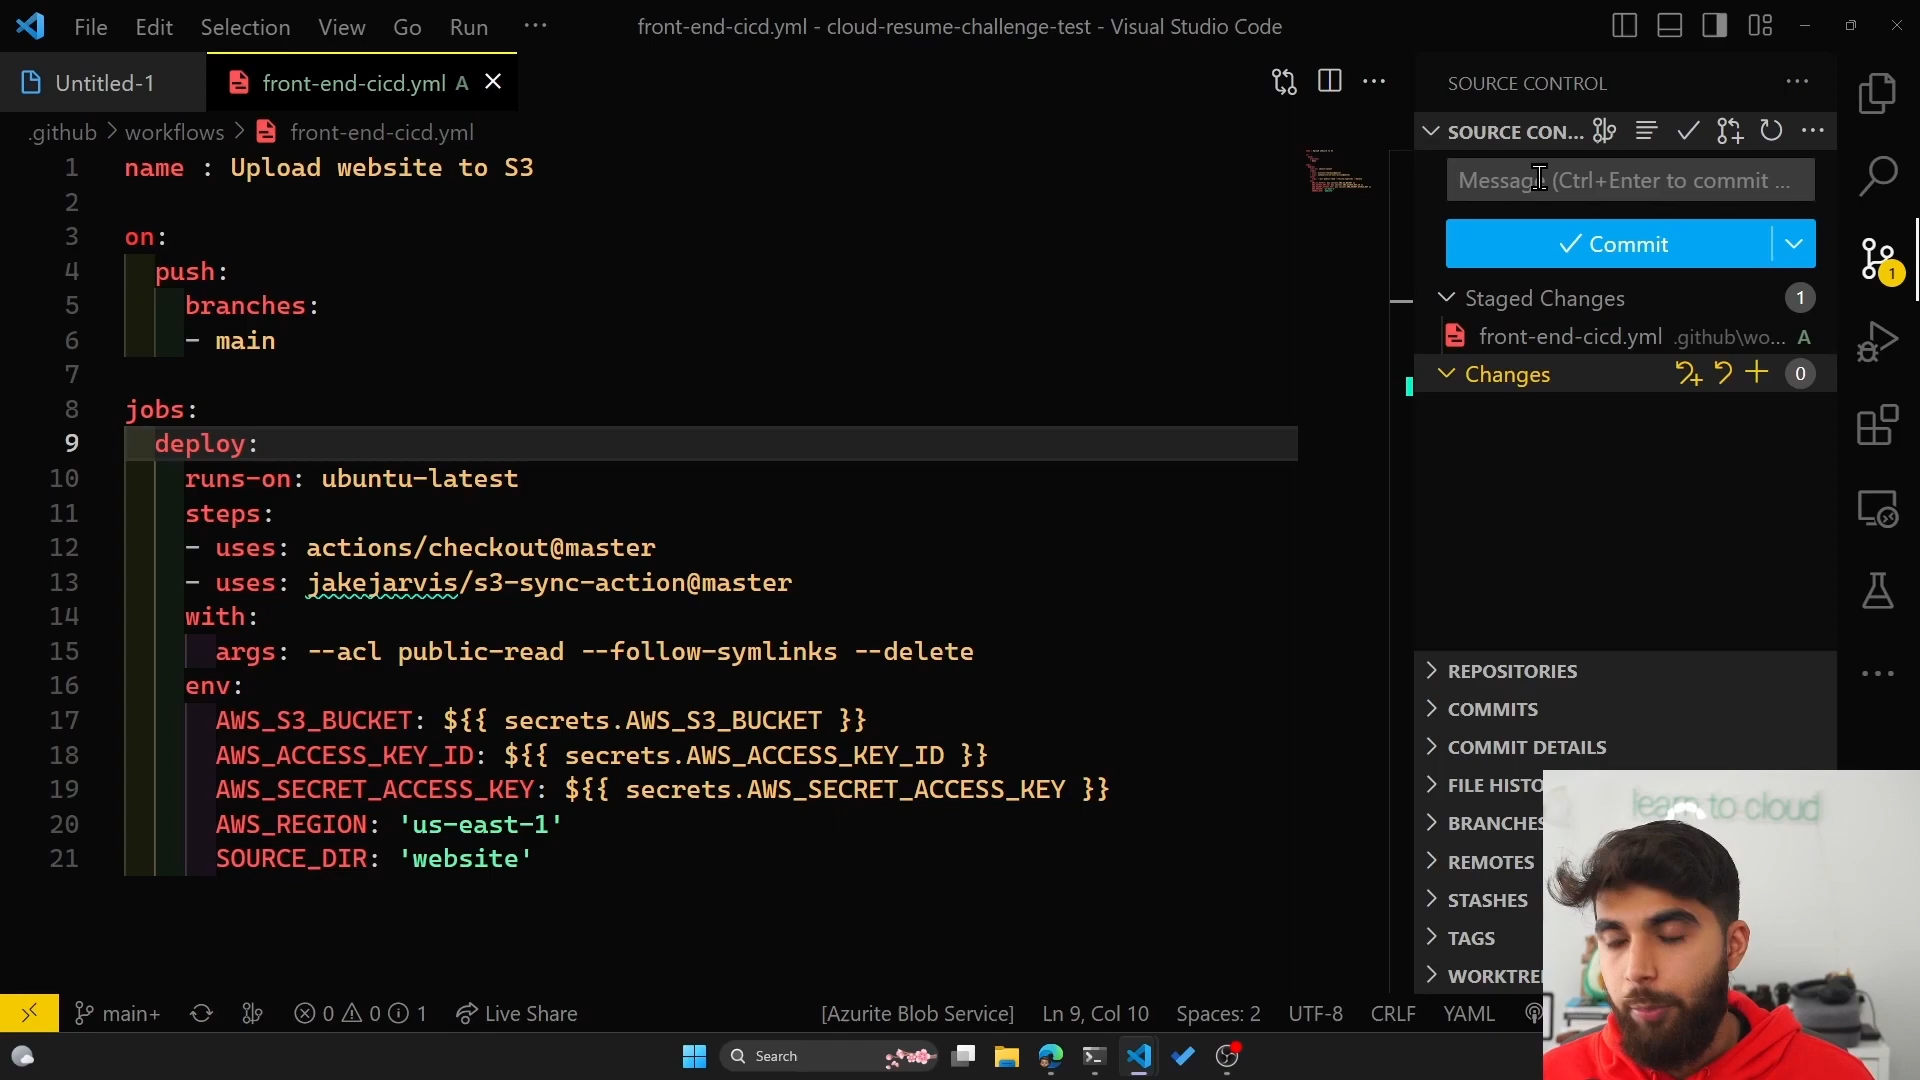 File Edit Selection View Go Run ...
front-end-cicd.yml - cloud-resume-challenge-test - Visual Studio Code
Untitled-1
front-end-cicd.yml A
.github > workflows > front-end-cicd.yml
1 name : Upload website to S3
2
3 on:
4 push:
5 branches:
6 - main
7
8 jobs:
9 deploy:
10 runs-on: ubuntu-latest
11 steps:
12 - uses: actions/checkout@master
13 - uses: jakejarvis/s3-sync-action@master
14 with:
15 args: --acl public-read --follow-symlinks --delete
16 env:
17 AWS_S3_BUCKET: ${{ secrets.AWS_S3_BUCKET }}
18 AWS_ACCESS_KEY_ID: ${{ secrets.AWS_ACCESS_KEY_ID }}
19 AWS_SECRET_ACCESS_KEY: ${{ secrets.AWS_SECRET_ACCESS_KEY }}
20 AWS_REGION: 'us-east-1'
21 SOURCE_DIR: 'website'
SOURCE CONTROL
SOURCE CON...
Message (Ctrl+Enter to commit ...
Commit
Staged Changes 1
front-end-cicd.yml .github\wo... A
Changes 0
1
REPOSITORIES
COMMITS
COMMIT DETAILS
FILE HISTO
BRANCHES
REMOTES
STASHES
TAGS
WORKTRE
learn to cloud
main+ 0 0 1 Live Share [Azurite Blob Service] Ln 9, Col 10 Spaces: 2 UTF-8 CRLF YAML
Search